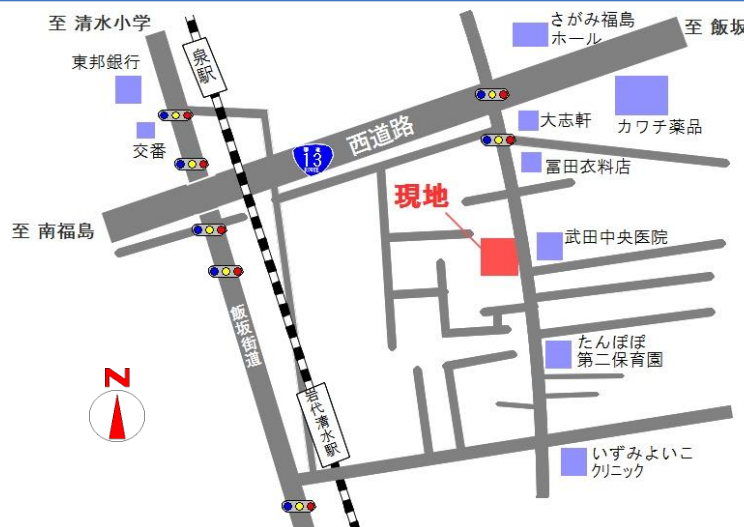 至 清水小学
さがみ福島
ホール
至 飯坂
東邦銀行
泉駅
交番
大志軒
カワチ薬品
西道路
13
冨田衣料店
現地
至 南福島
武田中央医院
飯坂街道
たんぽぽ
第二保育園
N
岩代清水駅
いずみよいこ
クリニック